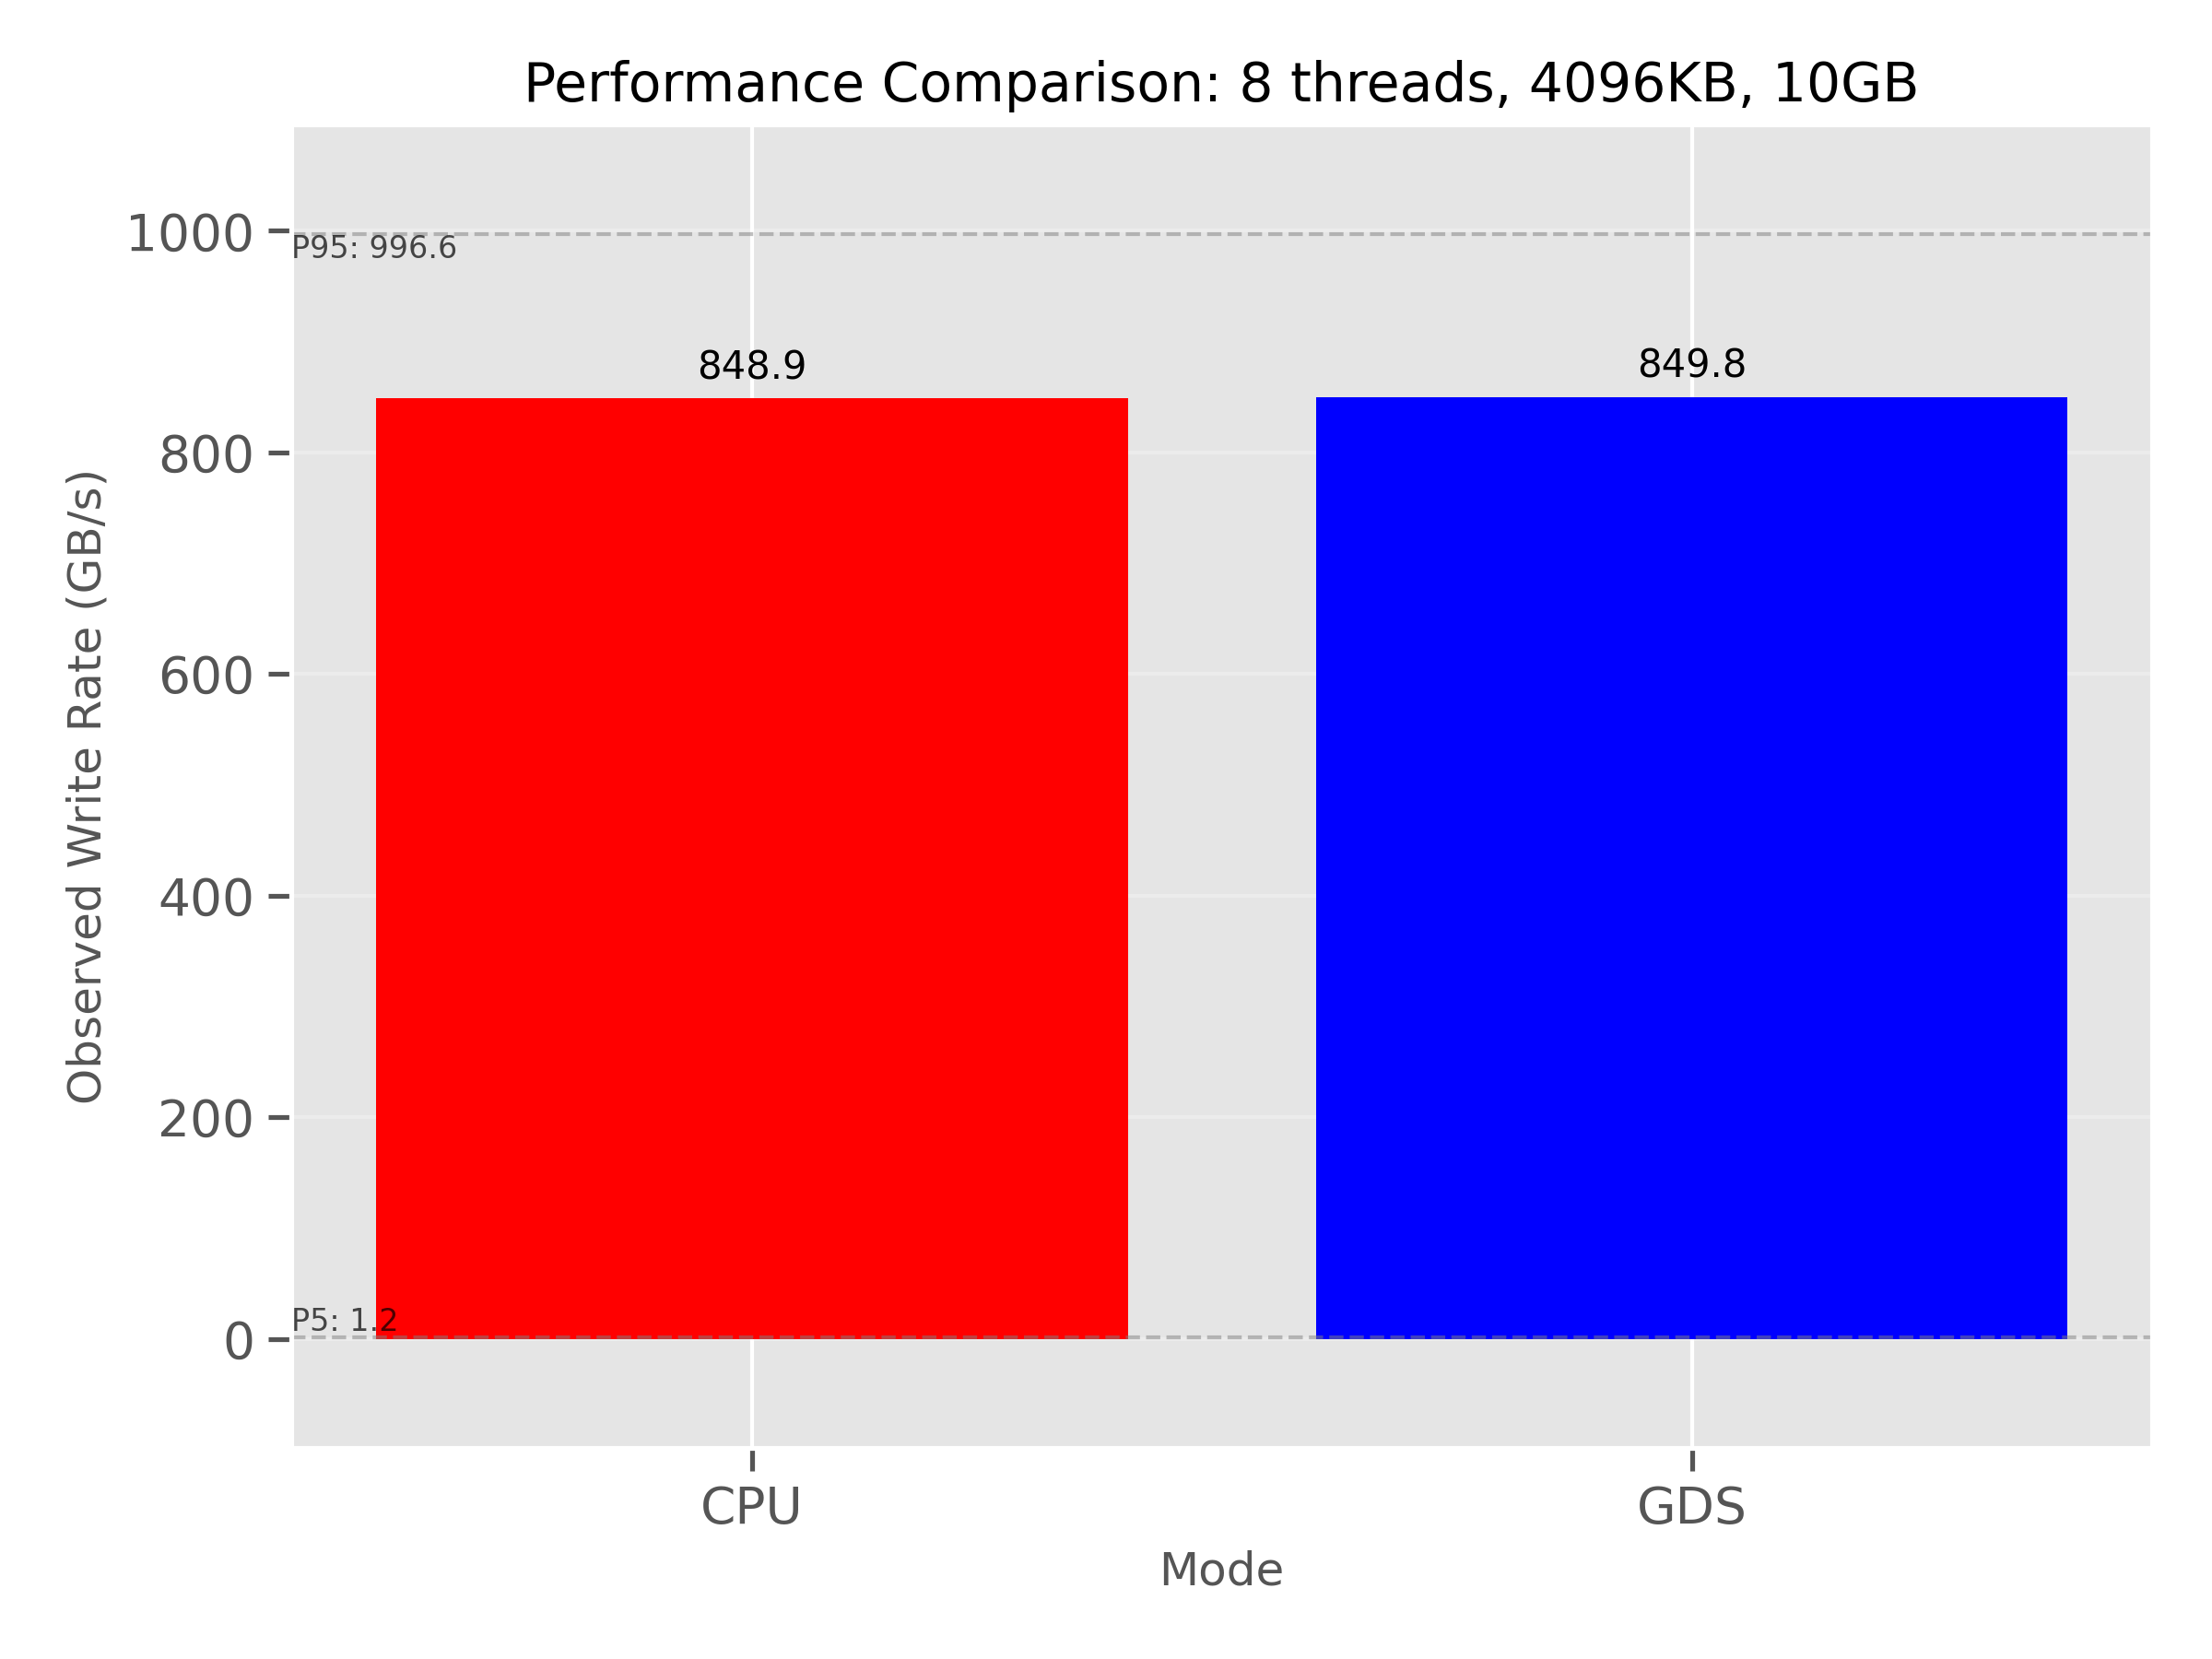 Performance Comparison: 8 threads, 4096KB, 10GB
Observed Write Rate (GB/s)
1000
800
600
400
200
0
P95: 996.6
848.9
849.8
P5: 1.2
CPU
GDS
Mode